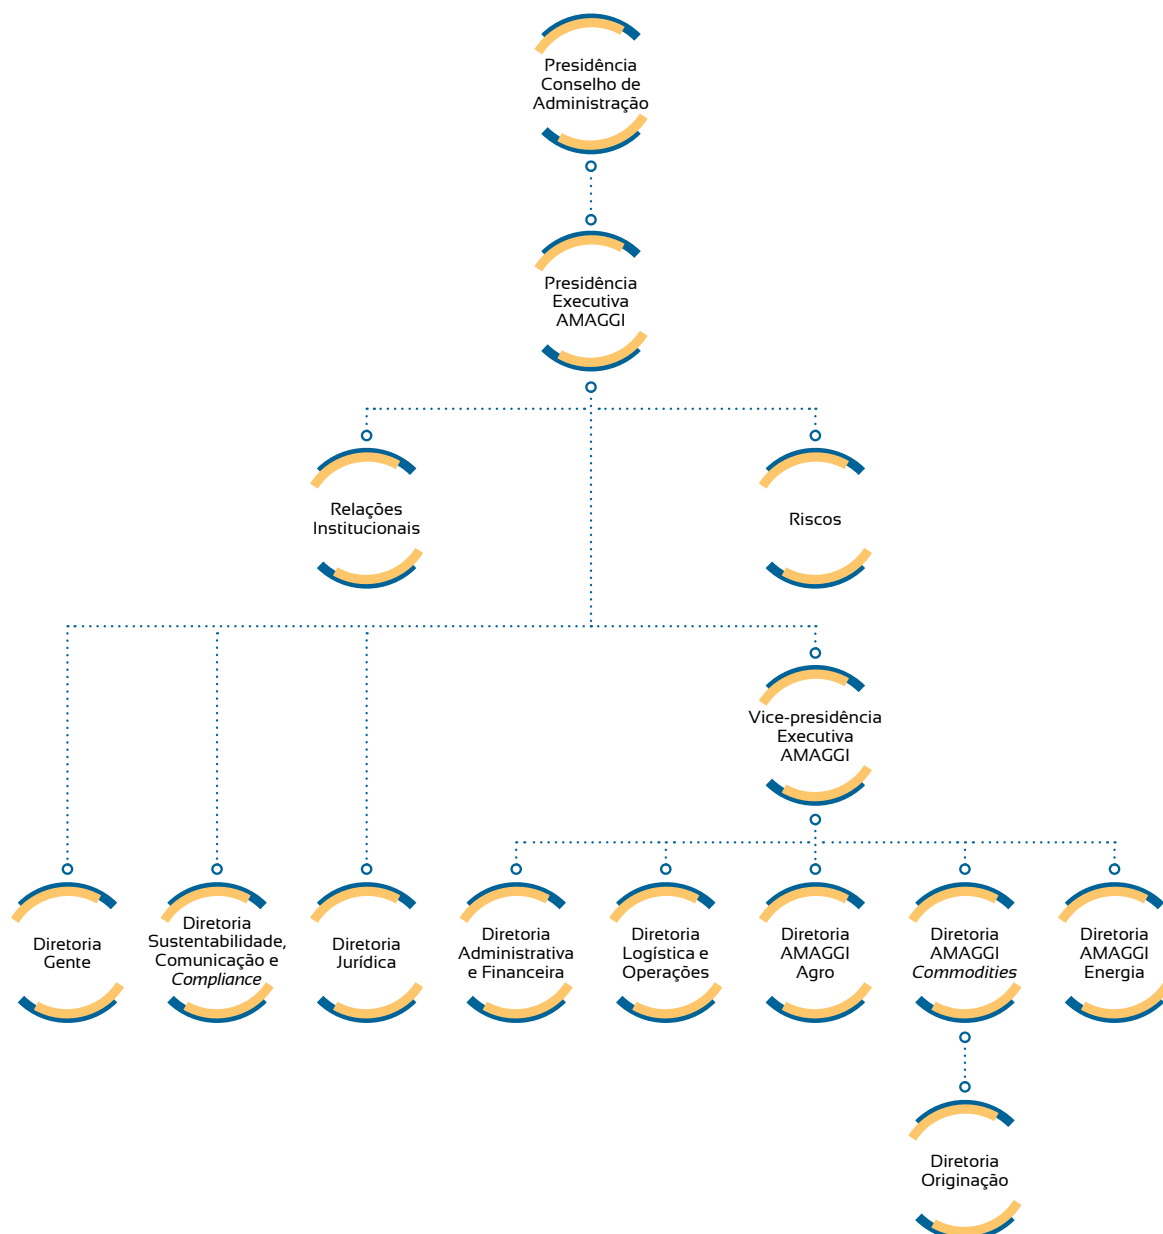 Presidência
Conselho de
Administração
Presidência
Executiva
AMAGGI
Relações
Institucionais
Riscos
Vice-presidência
Executiva
AMAGGI
Diretoria
Gente
Diretoria
Sustentabilidade,
Comunicação e
Compliance
Diretoria
Jurídica
Diretoria
Administrativa
e Financeira
Diretoria
Logística e
Operações
Diretoria
AMAGGI
Agro
Diretoria
AMAGGI
Commodities
Diretoria
AMAGGI
Energia
Diretoria
Originação